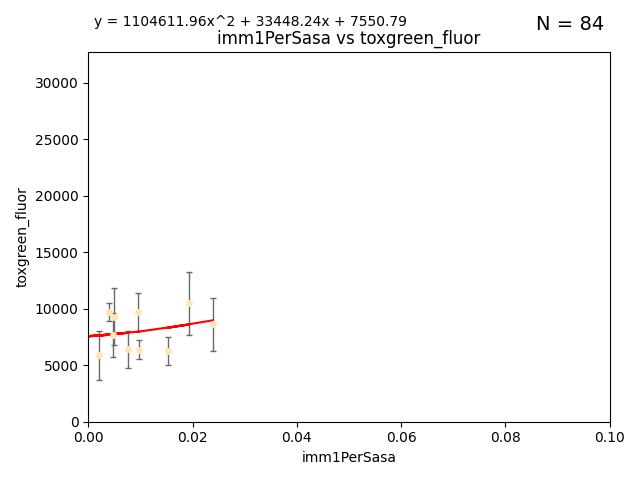 y = 1104611.96x^2 + 33448.24x + 7550.79
N = 84
imm1PerSasa vs toxgreen_fluor
30000
25000
20000
15000
10000
5000
0
toxgreen_fluor
0.00 0.02 0.04 0.06 0.08 0.10
imm1PerSasa